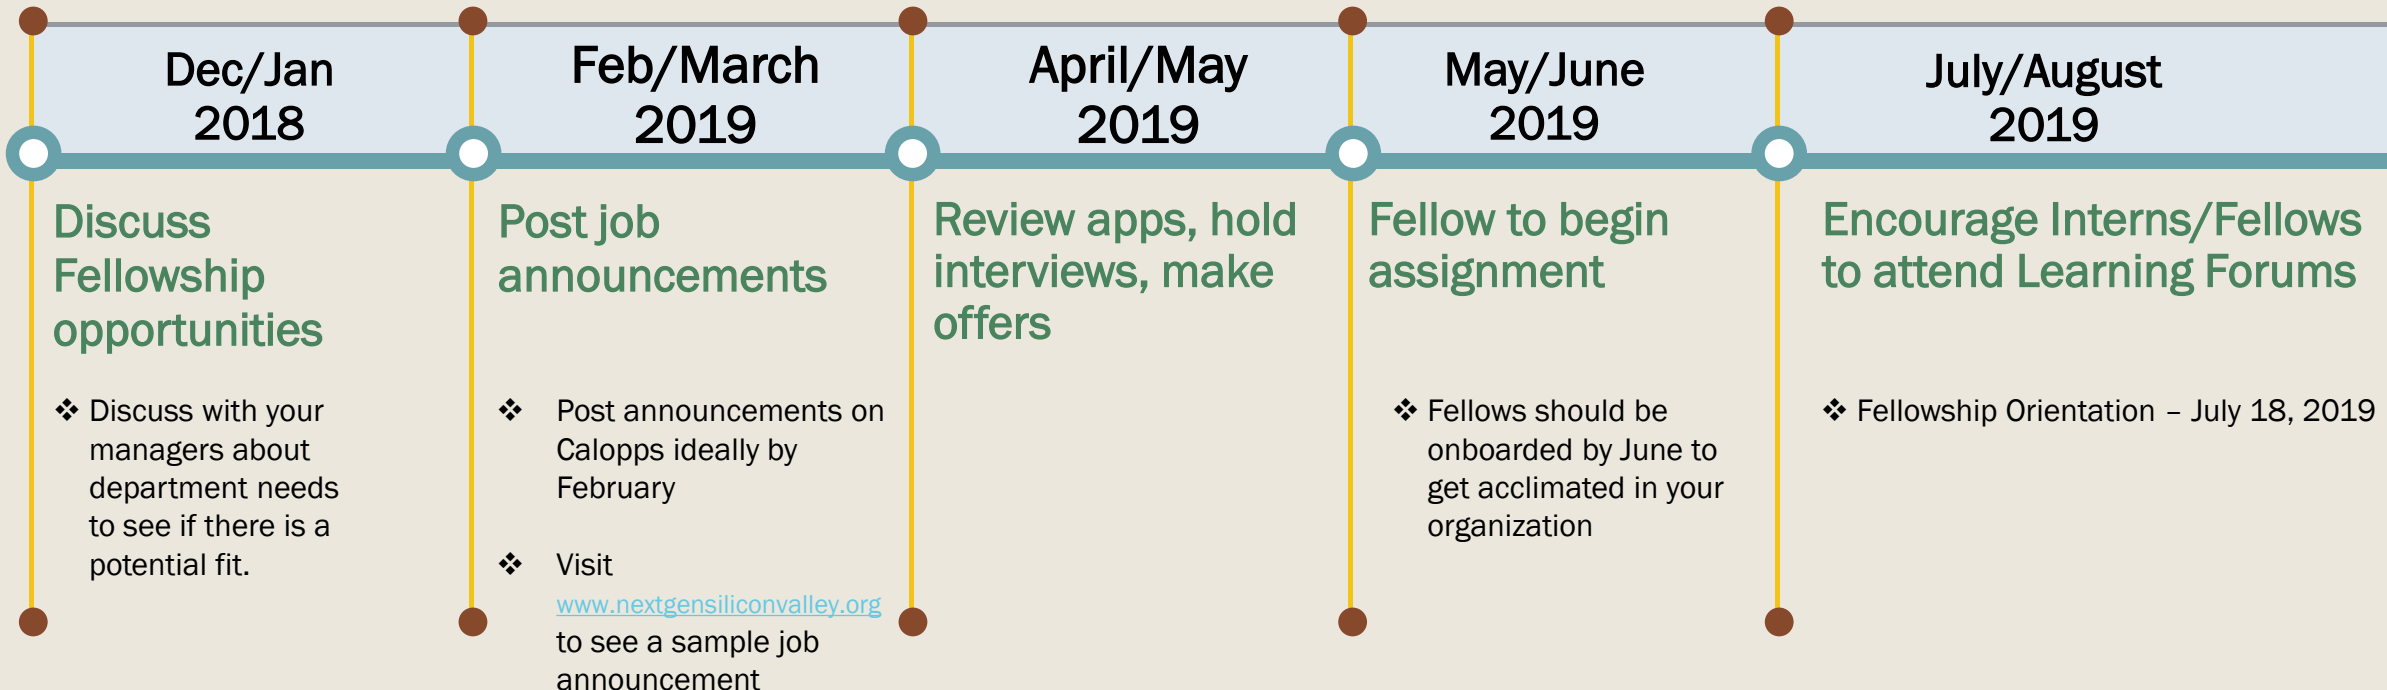 Dec/Jan
2018
Feb/March
2019
April/May
2019
May/June
2019
July/August
2019
Discuss
Fellowship
opportunities
❖ Discuss with your
managers about
department needs
to see if there is a
potential fit.
Post job
announcements
❖ Post announcements on
Calopps ideally by
February
❖ Visit
www.nextgensiliconvalley.org
to see a sample job
announcement
Review apps, hold
interviews, make
offers
Fellow to begin
assignment
❖ Fellows should be
onboarded by June to
get acclimated in your
organization
Encourage Interns/Fellows
to attend Learning Forums
❖ Fellowship Orientation – July 18, 2019